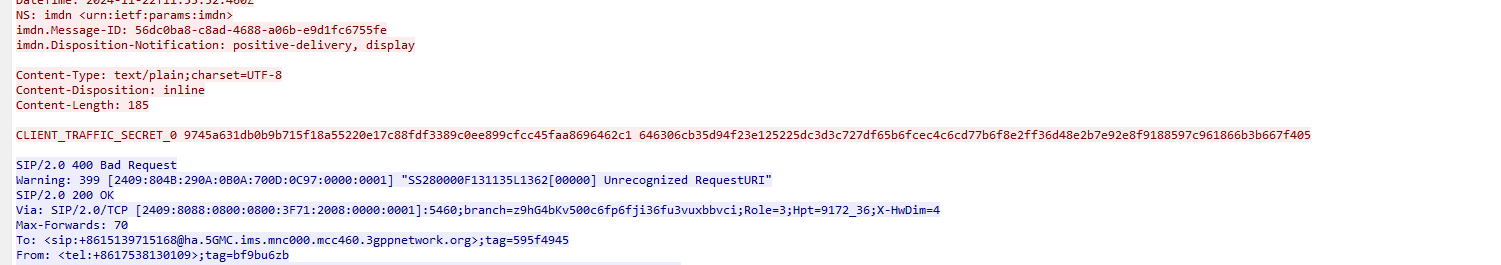 DateTime: 2024-11-22T11:55:52.460Z
NS: imdn <urn:ietf:params:imdn>
imdn.Message-ID: 56dc0ba8-c8ad-4688-a06b-e9d1fc6755fe
imdn.Disposition-Notification: positive-delivery, display
Content-Type: text/plain;charset=UTF-8
Content-Disposition: inline
Content-Length: 185
CLIENT_TRAFFIC_SECRET_0 9745a631db0b9b715f18a55220e17c88fdf3389c0ee899cfcc45faa8696462c1 646306cb35d94f23e125225dc3d3c727df65b6fcec4c6cd77b6f8e2ff36d48e2b7e92e8f9188597c961866b3b667f405
SIP/2.0 400 Bad Request
Warning: 399 [2409:804B:290A:0B0A:700D:0C97:0000:0001] "SS280000F131135L1362[00000] Unrecognized RequestURI"
SIP/2.0 200 OK
Via: SIP/2.0/TCP [2409:8088:0800:0800:3F71:2008:0000:0001]:5460;branch=z9hG4bKv500c6fp6fji36fu3vuxbbvci;Role=3;Hpt=9172_36;X-HwDim=4
Max-Forwards: 70
To: <sip:+8615139715168@ha.5GMC.ims.mnc000.mcc460.3gppnetwork.org>;tag=595f4945
From: <tel:+8617538130109>;tag=bf9bu6zb